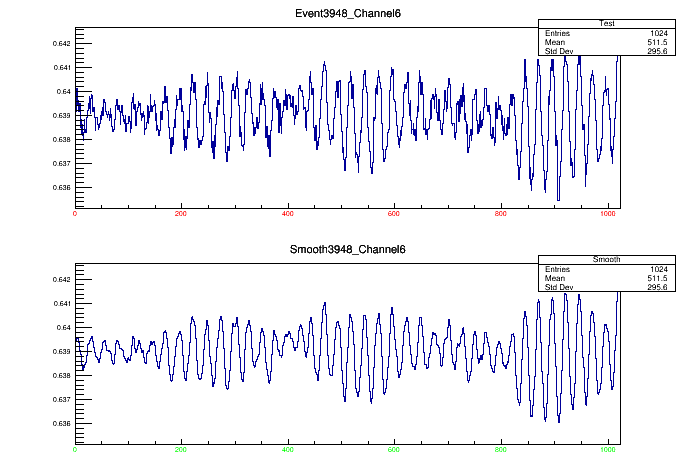 Event3948_Channel6
Test
Entries 1024
Mean 511.5
Std Dev 295.6
0.642
0.641
0.64
0.639
0.638
0.637
0.636
0 200 400 600 800 1000
Smooth3948_Channel6
Smooth
Entries 1024
Mean 511.5
Std Dev 295.6
0.642
0.641
0.64
0.639
0.638
0.637
0.636
0 200 400 600 800 1000